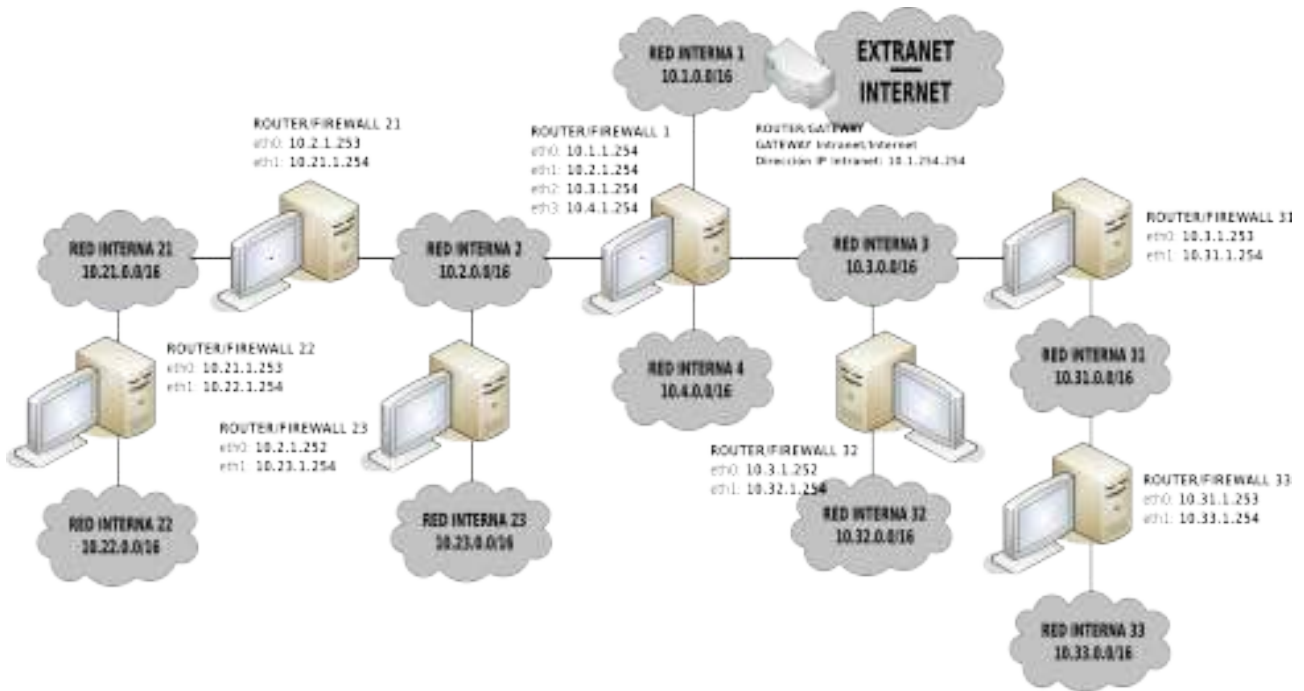 RED INTERNA 1
10.1.0.0/16
EXTRANET
INTERNET
ROUTER/GATEWAY
GATEWAY Intranet/Internet
Dirección IP Intranet: 10.1.254.254
ROUTER/FIREWALL 21
eth0: 10.2.1.253
eth1: 10.21.1.254
ROUTER/FIREWALL 1
eth0: 10.1.1.254
eth1: 10.2.1.254
eth2: 10.3.1.254
eth3: 10.4.1.254
ROUTER/FIREWALL 31
eth0: 10.3.1.253
eth1: 10.31.1.254
RED INTERNA 21
10.21.0.0/16
RED INTERNA 2
10.2.0.0/16
RED INTERNA 3
10.3.0.0/16
ROUTER/FIREWALL 22
eth0: 10.21.1.253
eth1: 10.22.1.254
RED INTERNA 4
10.4.0.0/16
RED INTERNA 31
10.31.0.0/16
ROUTER/FIREWALL 23
eth0: 10.2.1.252
eth1: 10.23.1.254
ROUTER/FIREWALL 32
eth0: 10.3.1.252
eth1: 10.32.1.254
ROUTER/FIREWALL 33
eth0: 10.31.1.253
eth1: 10.33.1.254
RED INTERNA 22
10.22.0.0/16
RED INTERNA 23
10.23.0.0/16
RED INTERNA 32
10.32.0.0/16
RED INTERNA 33
10.33.0.0/16